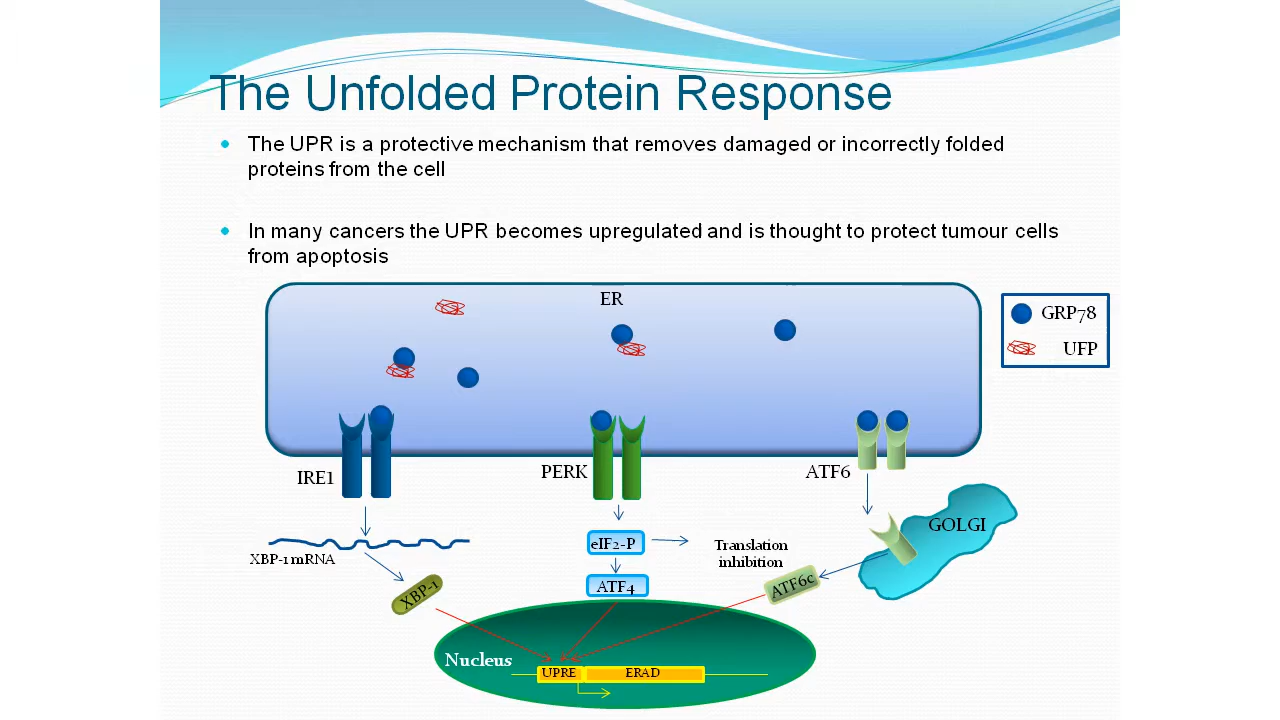 The Unfolded Protein Response
The UPR is a protective mechanism that removes damaged or incorrectly folded
proteins from the cell
In many cancers the UPR becomes upregulated and is thought to protect tumour cells
from apoptosis
ER
GRP78
UFP
IRE1
PERK
ATF6
GOLGI
XBP-1 mRNA
eIF2-P
Translation
inhibition
XBP-1
ATF4
ATF6c
Nucleus
UPRE
ERAD